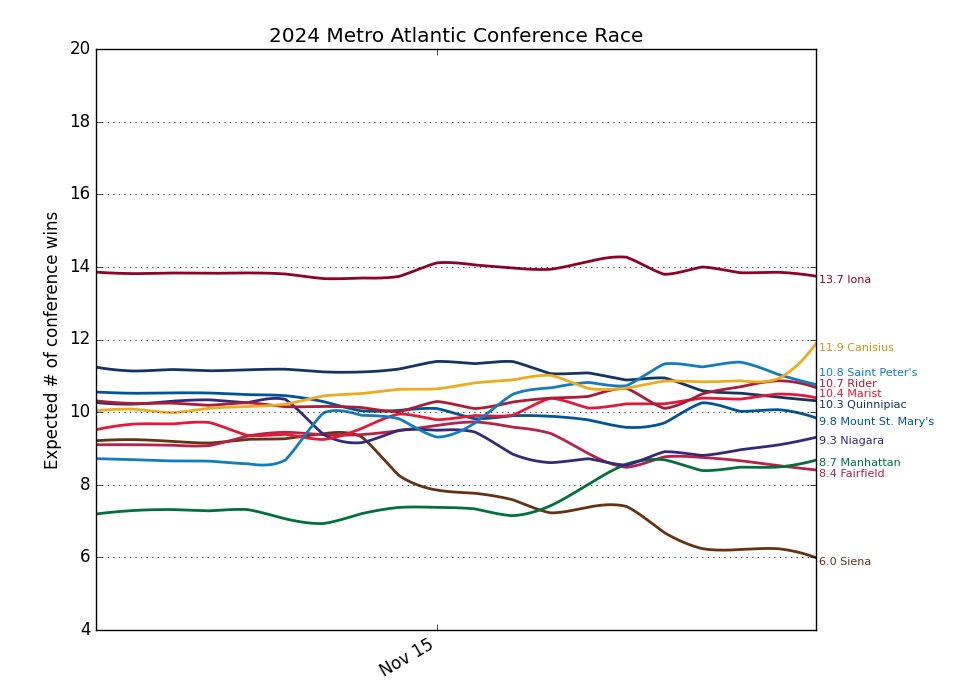 2024 Metro Atlantic Conference Race
Expected # of conference wins
20
18
16
14
12
10
8
6
4
13.7 Iona
11.9 Canisius
10.8 Saint Peter's
10.7 Rider
10.4 Marist
10.3 Quinnipiac
9.8 Mount St. Mary's
9.3 Niagara
8.7 Manhattan
8.4 Fairfield
6.0 Siena
Nov 15